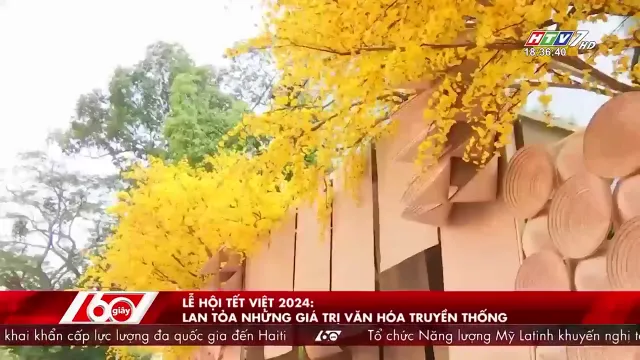 HTV7 HD
18:36:40
60 giây
LỄ HỘI TẾT VIỆT 2024:
LAN TỎA NHỮNG GIÁ TRỊ VĂN HÓA TRUYỀN THỐNG
khai khẩn cấp lực lượng đa quốc gia đến Haiti 60 Tổ chức Năng lượng Mỹ Latinh khuyến nghị t